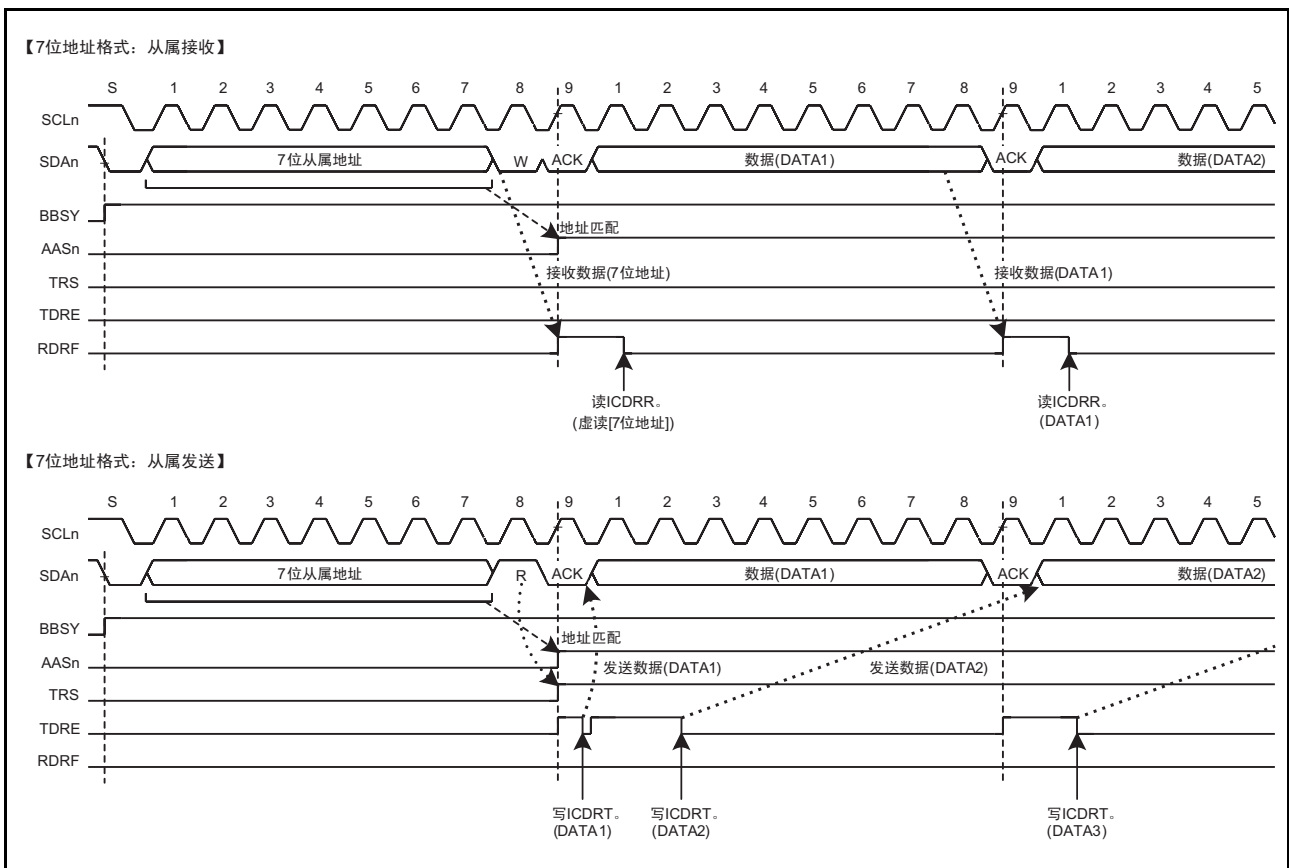 【7位地址格式：从属接收】
S 1 2 3 4 5 6 7 8 9 1 2 3 4 5 6 7 8 9 1 2 3 4 5
SCLn
SDAn 7位从属地址 W ACK 数据(DATA1) ACK 数据(DATA2)
BBSY
地址匹配
AASn
接收数据(7位地址) 接收数据(DATA1)
TRS
TDRE
RDRF
读ICDRR。 读ICDRR。
(虚读[7位地址]) (DATA1)
【7位地址格式：从属发送】
S 1 2 3 4 5 6 7 8 9 1 2 3 4 5 6 7 8 9 1 2 3 4 5
SCLn
SDAn 7位从属地址 R ACK 数据(DATA1) ACK 数据(DATA2)
BBSY
地址匹配
AASn 发送数据(DATA1) 发送数据(DATA2)
TRS
TDRE
RDRF
写ICDRT。 写ICDRT。 写ICDRT。
(DATA1) (DATA2) (DATA3)